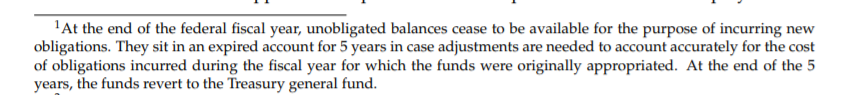 ¹At the end of the federal fiscal year, unobligated balances cease to be available for the purpose of incurring new
obligations. They sit in an expired account for 5 years in case adjustments are needed to account accurately for the cost
of obligations incurred during the fiscal year for which the funds were originally appropriated. At the end of the 5
years, the funds revert to the Treasury general fund.